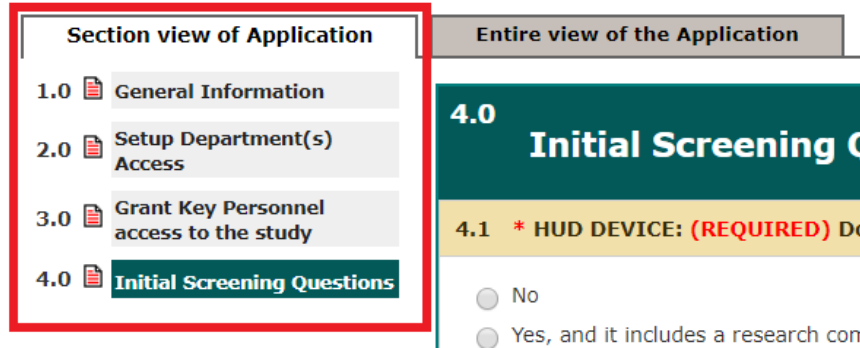 Section view of Application
Entire view of the Application
1.0 General Information
2.0 Setup Department(s)
Access
3.0 Grant Key Personnel
access to the study
4.0 Initial Screening Questions
4.0
Initial Screening
4.1 * HUD DEVICE: (REQUIRED)
No
Yes, and it includes a research